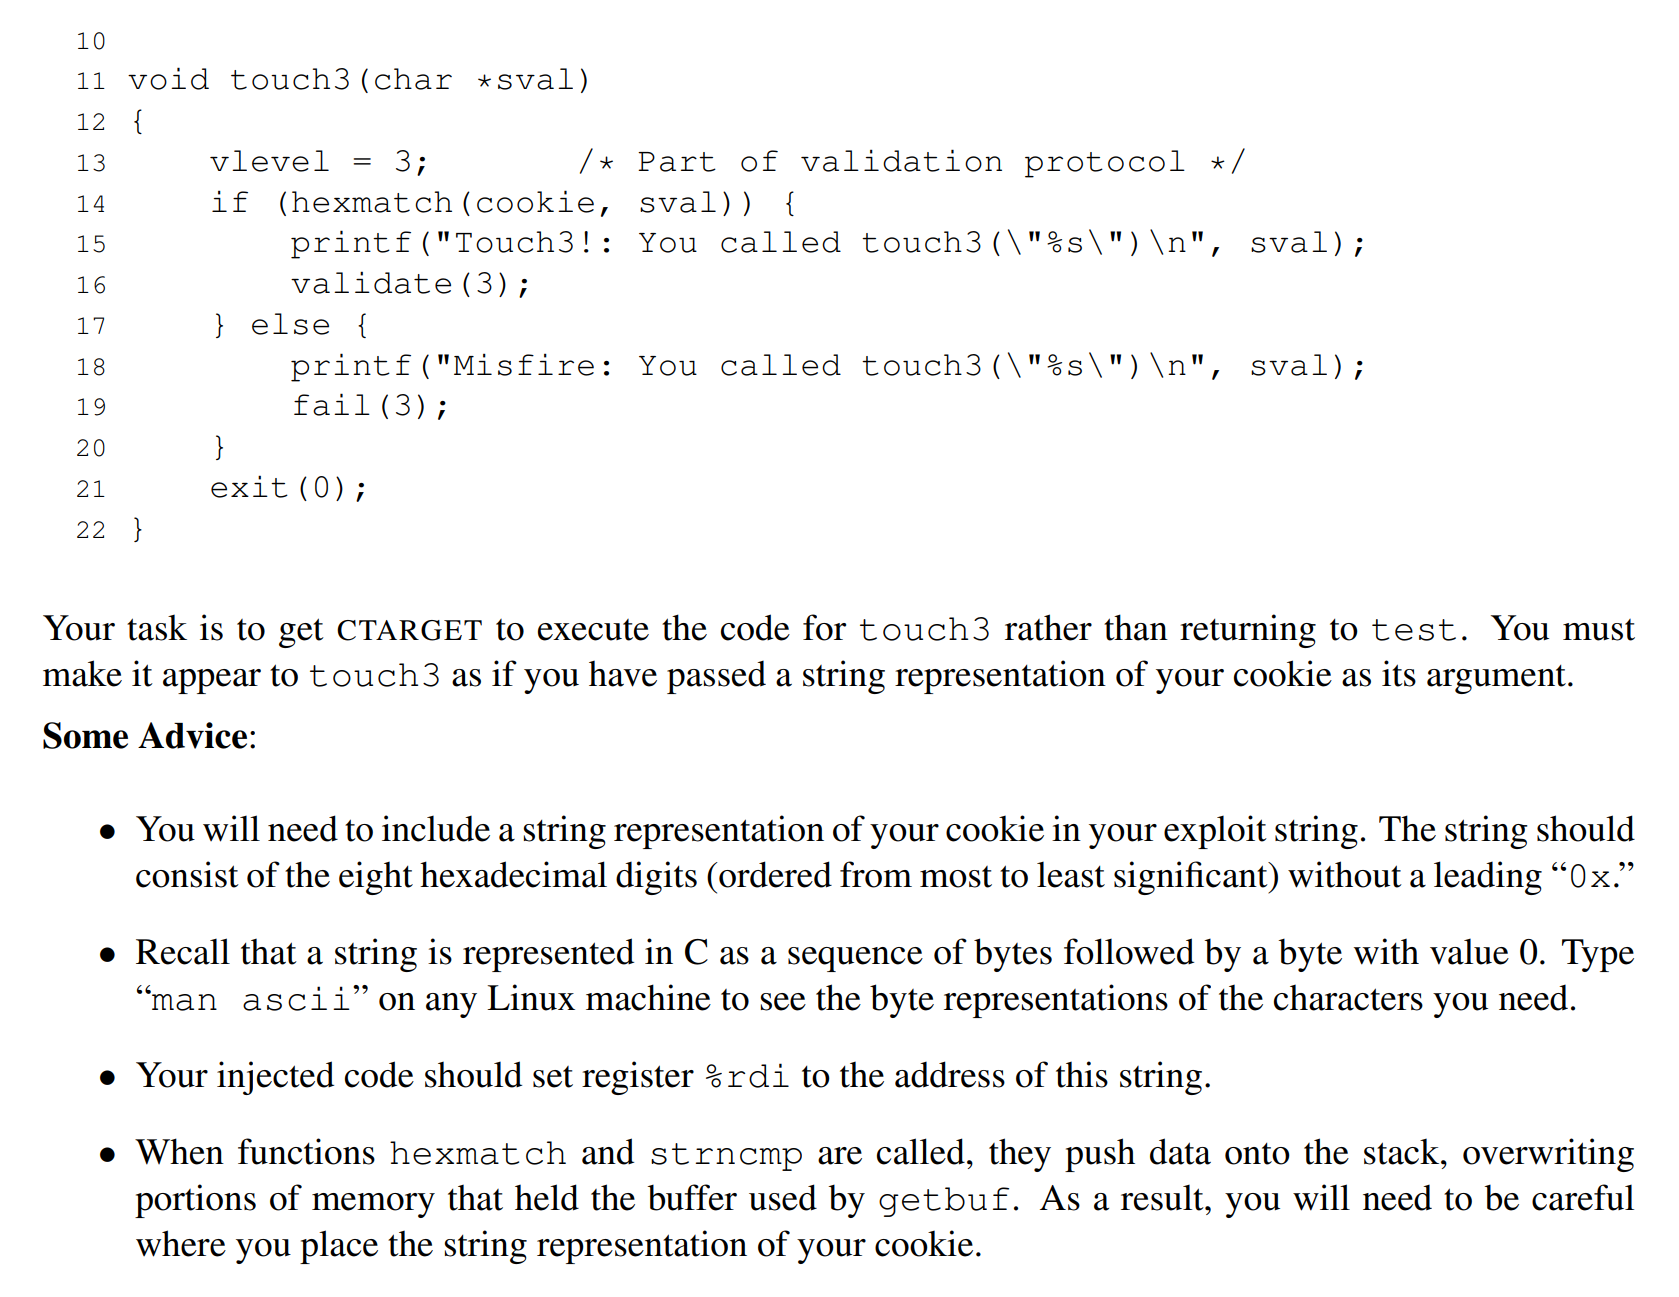 10
11 void touch3(char *sval)
12 {
13     vlevel = 3;       /* Part of validation protocol */
14     if (hexmatch(cookie, sval)) {
15         printf("Touch3!: You called touch3(\"%s\")\n", sval);
16         validate(3);
17     } else {
18         printf("Misfire: You called touch3(\"%s\")\n", sval);
19         fail(3);
20     }
21     exit(0);
22 }
Your task is to get CTARGET to execute the code for touch3 rather than returning to test. You must
make it appear to touch3 as if you have passed a string representation of your cookie as its argument.
Some Advice:
• You will need to include a string representation of your cookie in your exploit string. The string should
consist of the eight hexadecimal digits (ordered from most to least significant) without a leading “0x.”
• Recall that a string is represented in C as a sequence of bytes followed by a byte with value 0. Type
“man ascii” on any Linux machine to see the byte representations of the characters you need.
• Your injected code should set register %rdi to the address of this string.
• When functions hexmatch and strncmp are called, they push data onto the stack, overwriting
portions of memory that held the buffer used by getbuf. As a result, you will need to be careful
where you place the string representation of your cookie.